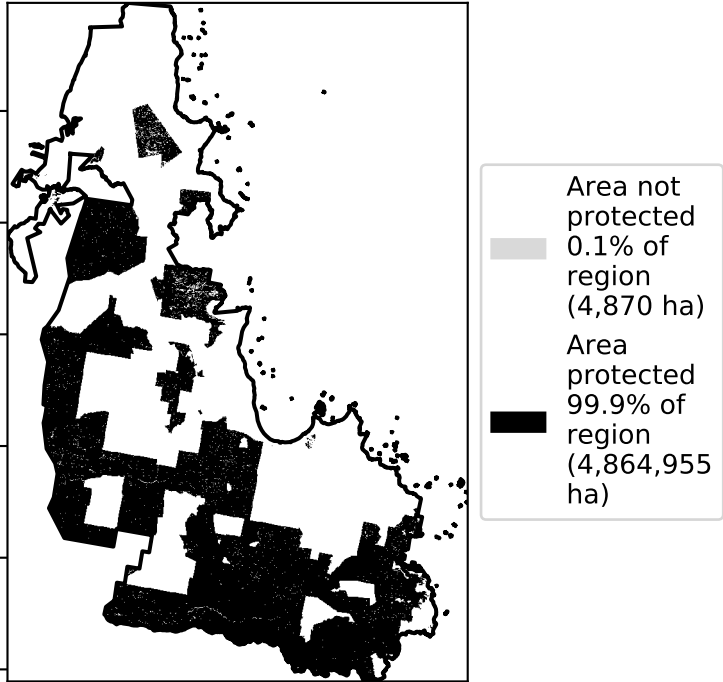 Area not
protected
0.1% of
region
(4,870 ha)
Area
protected
99.9% of
region
(4,864,955
ha)